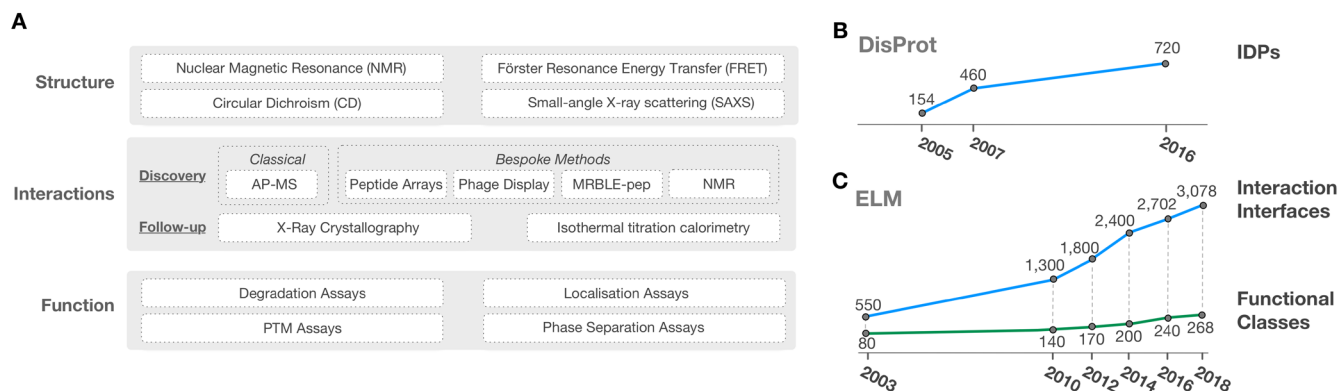 A
Structure
Nuclear Magnetic Resonance (NMR)
Förster Resonance Energy Transfer (FRET)
Circular Dichroism (CD)
Small-angle X-ray scattering (SAXS)
Interactions
Discovery
Classical
AP-MS
Bespoke Methods
Peptide Arrays
Phage Display
MRBLE-pep
NMR
Follow-up
X-Ray Crystallography
Isothermal titration calorimetry
Function
Degradation Assays
Localisation Assays
PTM Assays
Phase Separation Assays
B
DisProt
IDPs
154
460
720
2005
2007
2016
C
ELM
Interaction
Interfaces
550
1,300
1,800
2,400
2,702
3,078
Functional
Classes
80
140
170
200
240
268
2003
2010
2012
2014
2016
2018